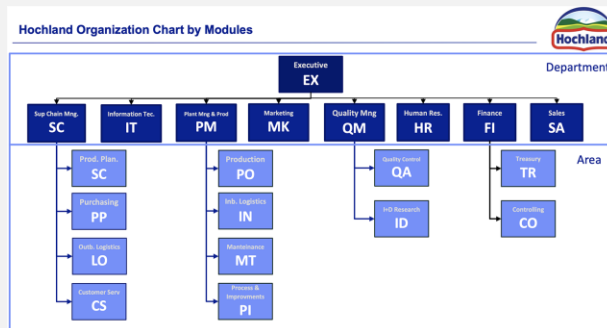 Hochland Organization Chart by Modules
Hochland
Department
Executive
EX
Sup Chain Mng.
SC
Information Tec.
IT
Plant Mng & Prod
PM
Marketing
MK
Quality Mng
QM
Human Res.
HR
Finance
FI
Sales
SA
Area
Prod. Plan.
SC
Production
PO
Quality Control
QA
Treasury
TR
Purchasing
PP
Inb. Logistics
IN
I+D Research
ID
Controlling
CO
Outb. Logistics
LO
Manteinance
MT
Customer Serv
CS
Process &
Improvments
PI